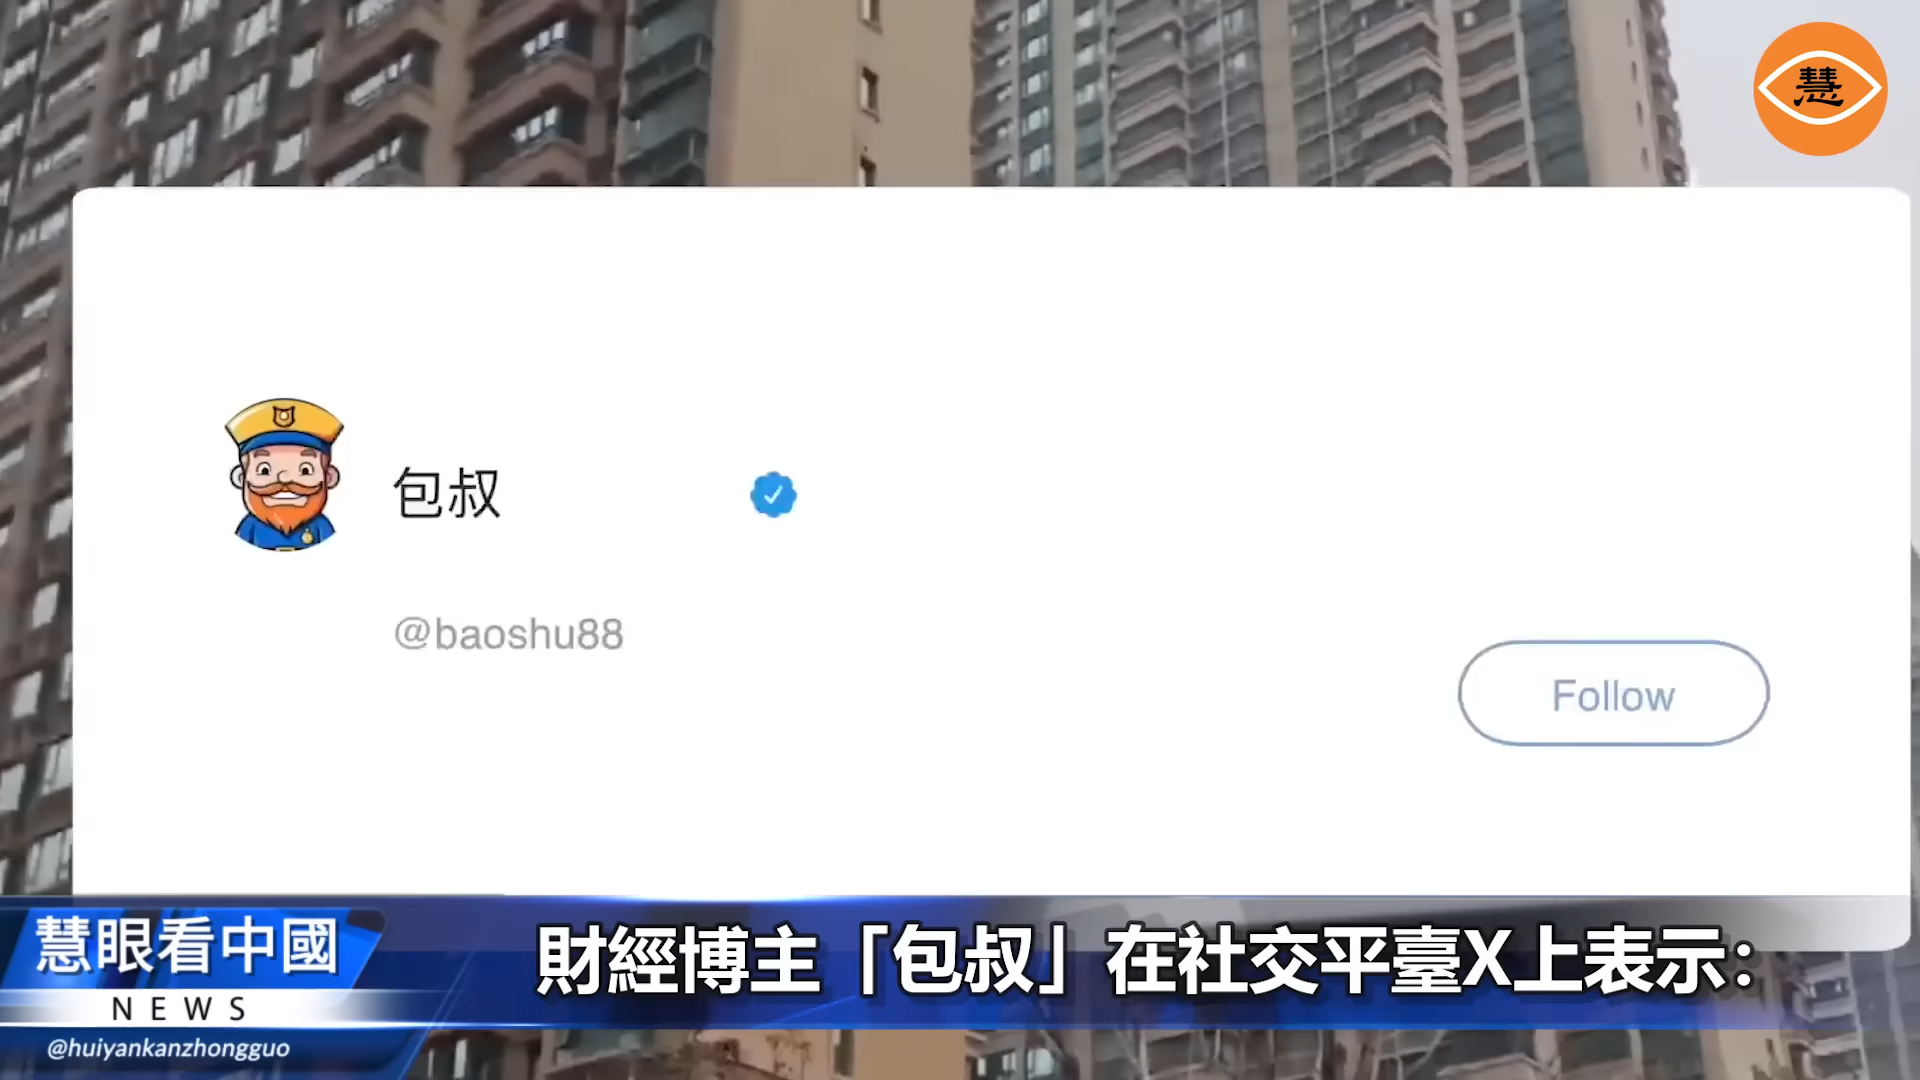 慧
包叔
@baoshu88
Follow
慧眼看中國
NEWS
@huiyankanzhongguo
財經博主「包叔」在社交平臺X上表示：